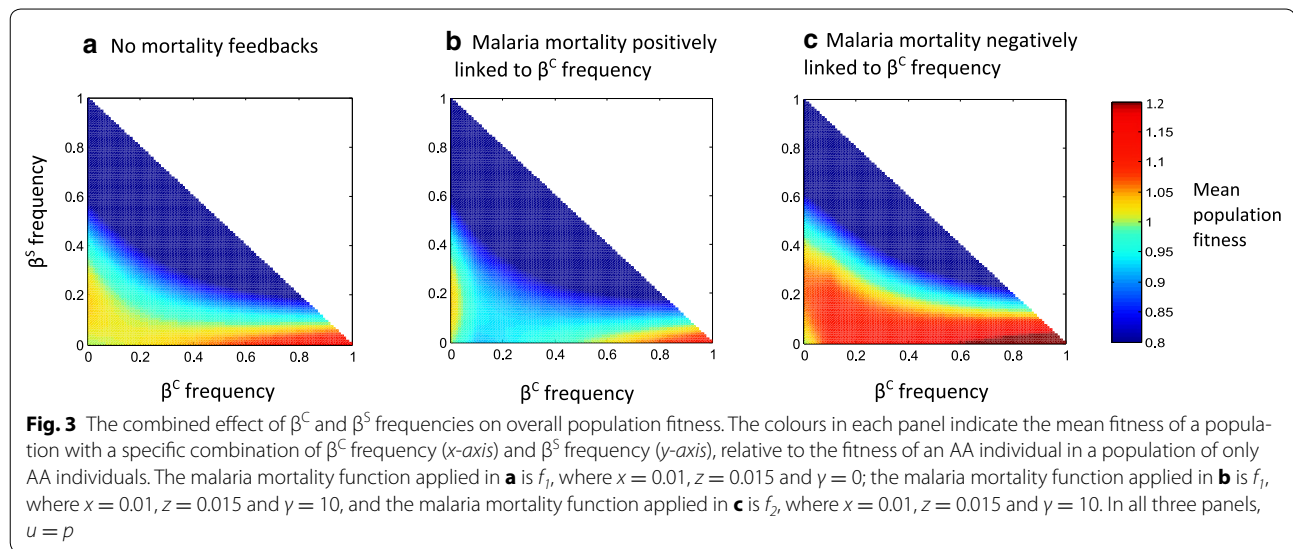 a No mortality feedbacks
b Malaria mortality positively
linked to βᶜ frequency
c Malaria mortality negatively
linked to βᶜ frequency
1
0.8
0.6
0.4
0.2
0
0 0.2 0.4 0.6 0.8 1
βˢ frequency
βᶜ frequency
1
0.8
0.6
0.4
0.2
0
0 0.2 0.4 0.6 0.8 1
βᶜ frequency
1
0.8
0.6
0.4
0.2
0
0 0.2 0.4 0.6 0.8 1
βᶜ frequency
1.2
1.15
1.1
1.05
1
0.95
0.9
0.85
0.8
Mean
population
fitness
Fig. 3 The combined effect of βᶜ and βˢ frequencies on overall population fitness. The colours in each panel indicate the mean fitness of a popula-
tion with a specific combination of βᶜ frequency (x-axis) and βˢ frequency (y-axis), relative to the fitness of an AA individual in a population of only
AA individuals. The malaria mortality function applied in a is f₁, where x = 0.01, z = 0.015 and γ = 0; the malaria mortality function applied in b is f₁,
where x = 0.01, z = 0.015 and γ = 10, and the malaria mortality function applied in c is f₂, where x = 0.01, z = 0.015 and γ = 10. In all three panels,
u = p